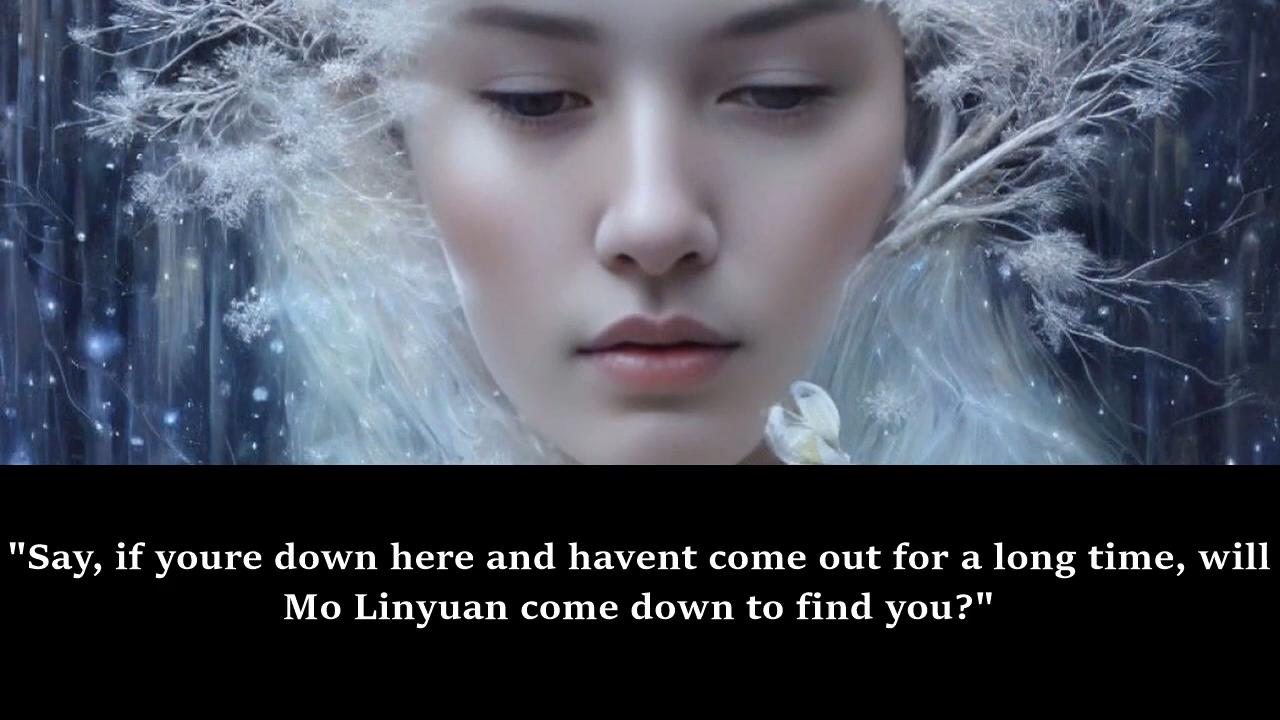 "Say, if youre down here and havent come out for a long time, will
Mo Linyuan come down to find you?"